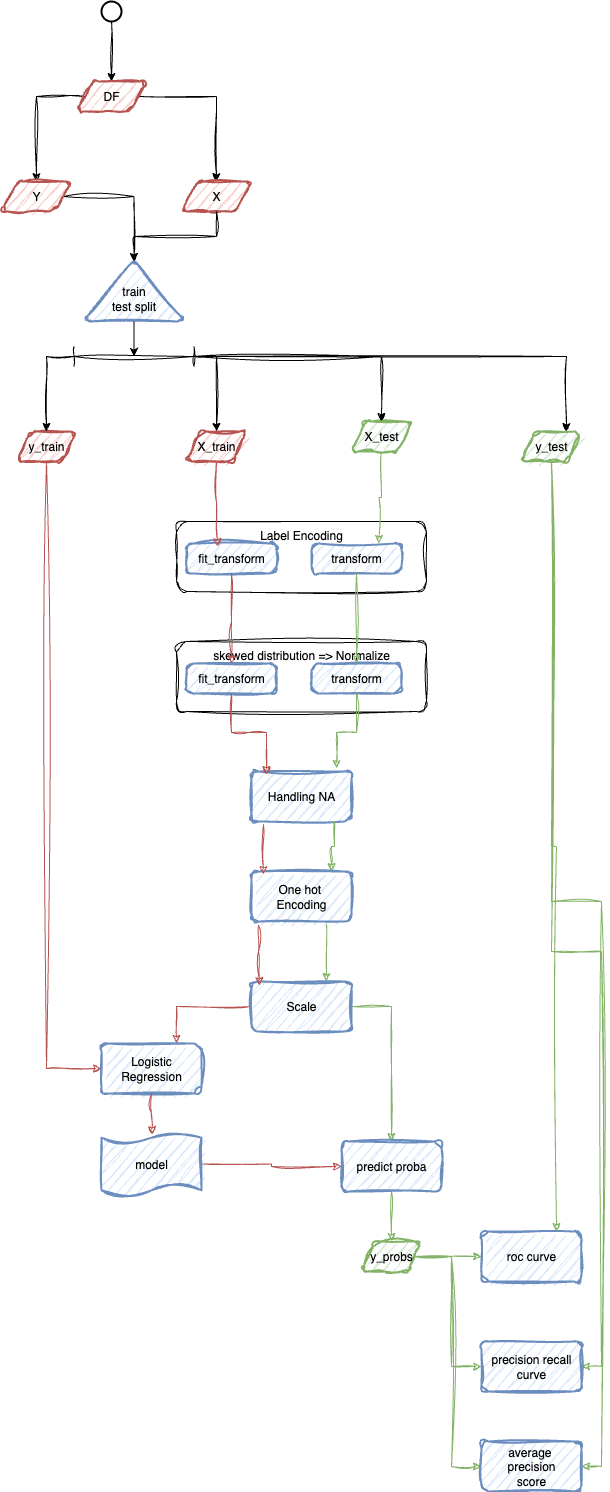 DF
Y
X
train
test split
y_train
X_train
X_test
y_test
Label Encoding
fit_transform
transform
skewed distribution => Normalize
fit_transform
transform
Handling NA
One hot
Encoding
Scale
Logistic
Regression
model
predict proba
y_probs
roc curve
precision recall
curve
average
precision
score